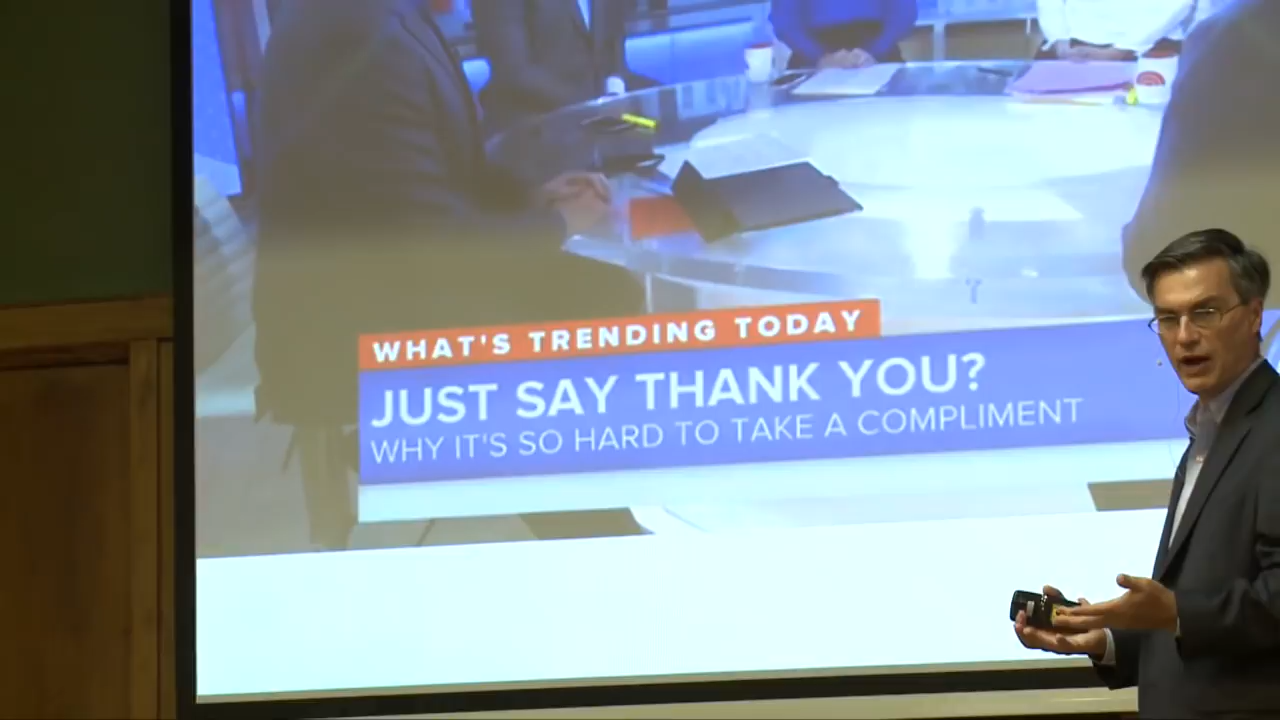 WHAT'S TRENDING TODAY
JUST SAY THANK YOU?
WHY IT'S SO HARD TO TAKE A COMPLIMENT